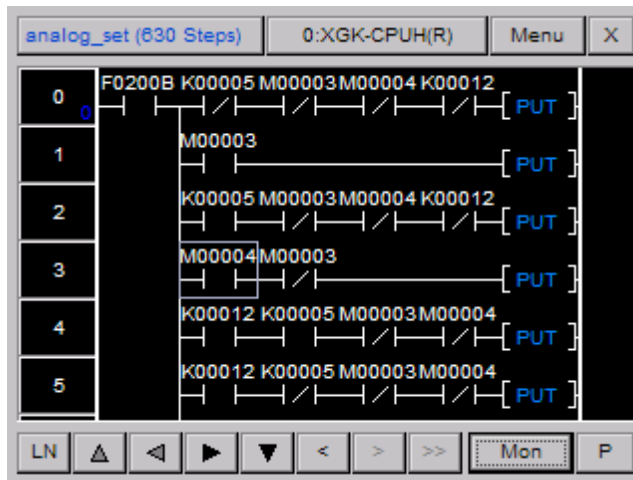 analog_set (630 Steps) 0:XGK-CPUH(R) Menu X
F0200B K00005 M00003 M00004 K00012
0 0 PUT
M00003
1 PUT
K00005 M00003 M00004 K00012
2 PUT
M00004 M00003
3 PUT
K00012 K00005 M00003 M00004
4 PUT
K00012 K00005 M00003 M00004
5 PUT
LN < > >> Mon P